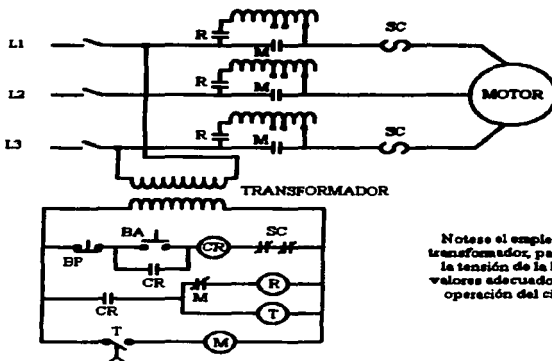 L1
R
M
SC
L2
R
M
MOTOR
L3
R
M
SC
TRANSFORMADOR
BP
BA
CR
SC
CR
CR
M
R
T
T
M
Notese el emple
transformador, pa
la tensión de la l
valores adecuado
operación del ci